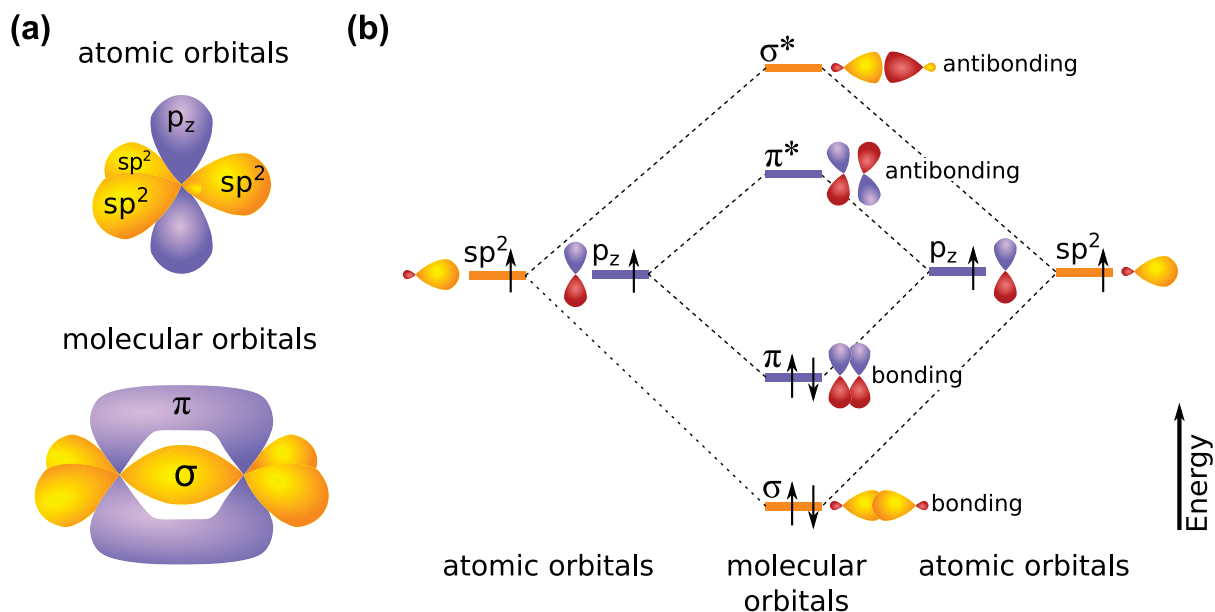 (a)
atomic orbitals
p_z
sp²
sp²
sp²
molecular orbitals
π
σ
(b)
σ*
antibonding
π*
antibonding
sp²
p_z
p_z
sp²
π
bonding
σ
bonding
Energy
atomic orbitals
molecular
orbitals
atomic orbitals